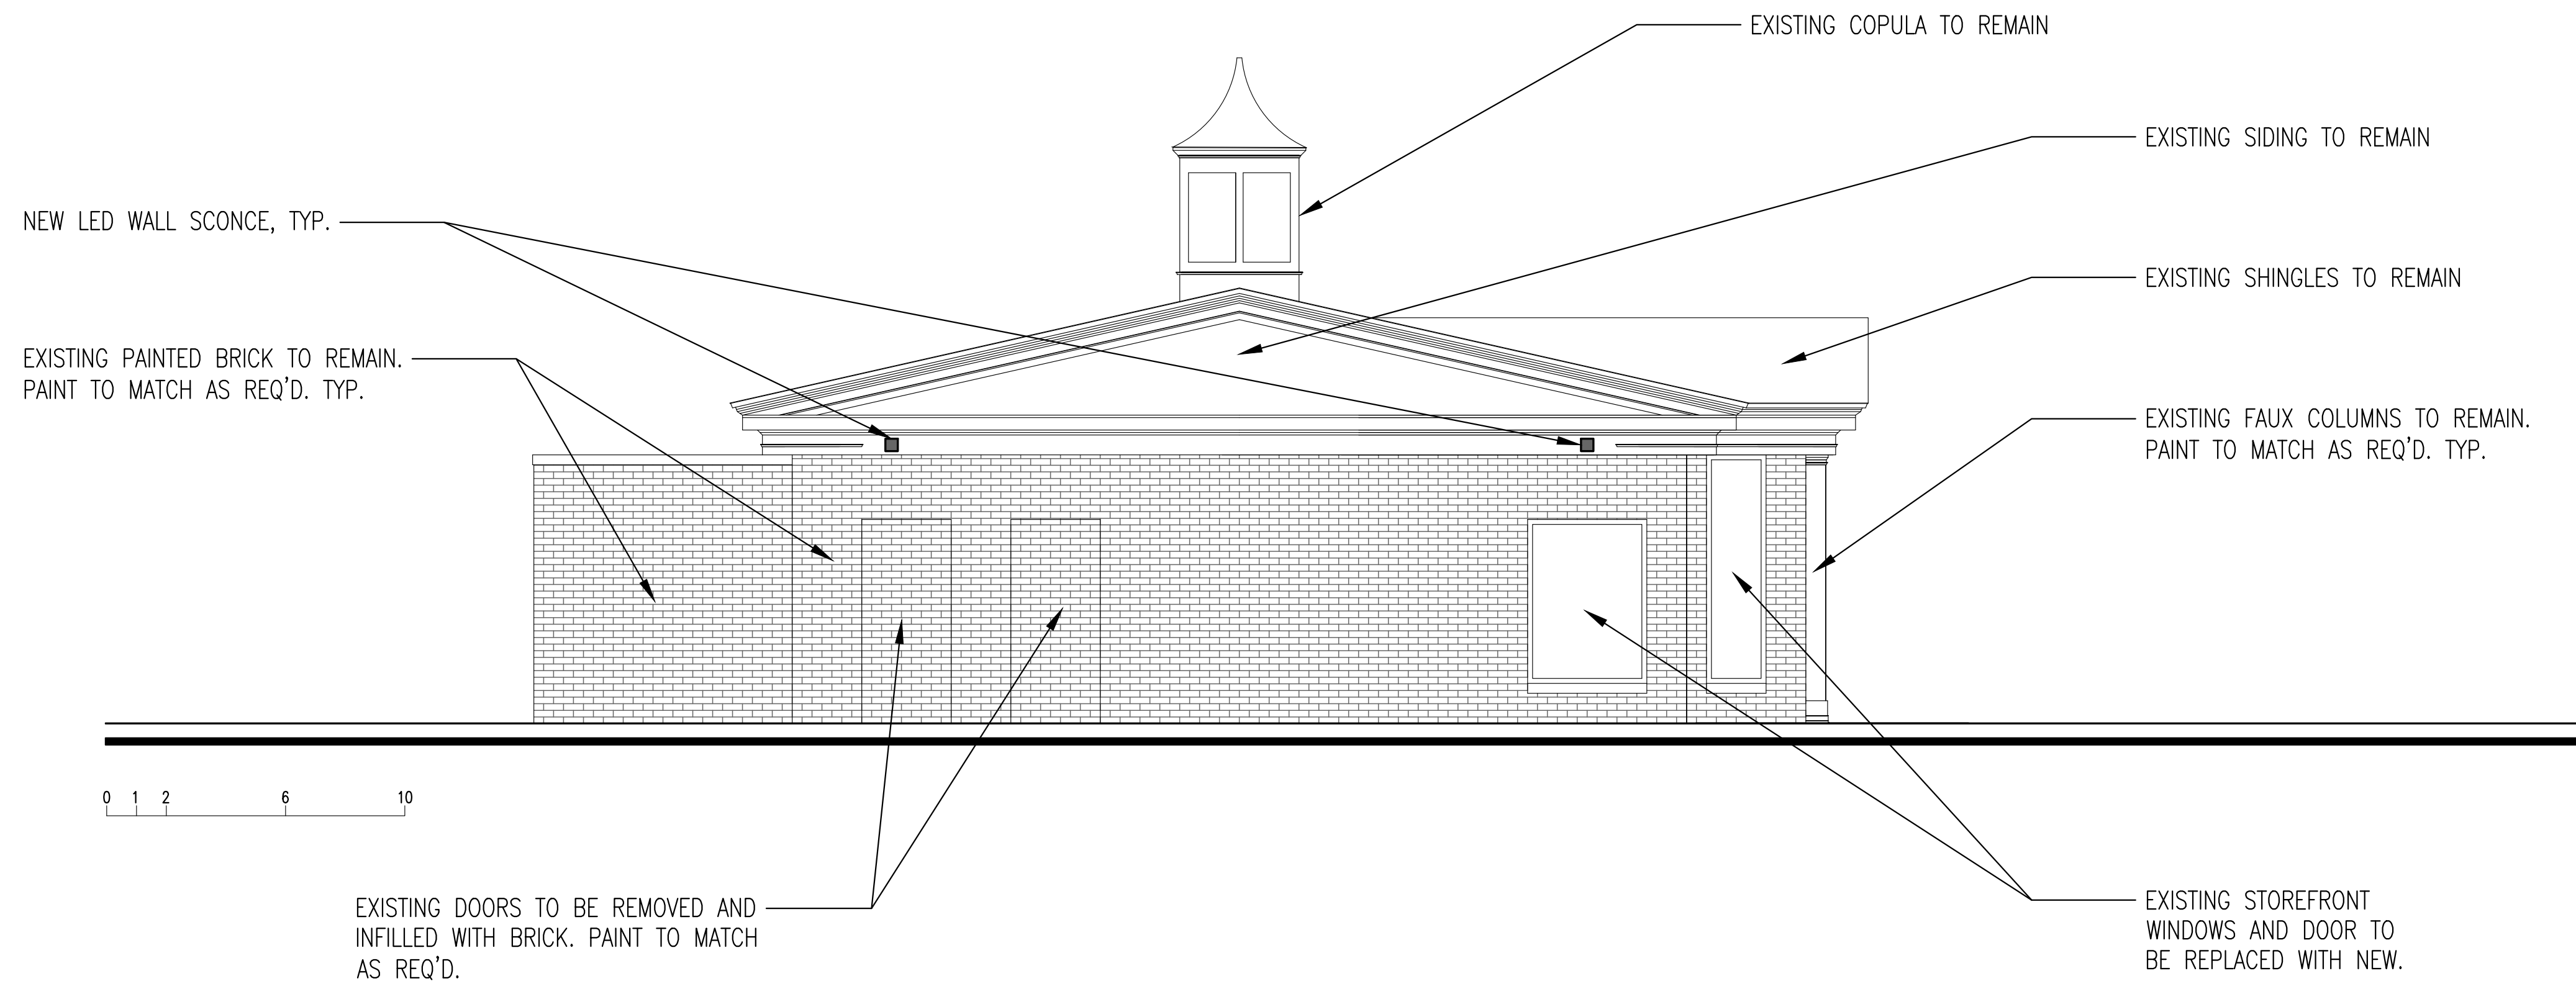 EXISTING COPULA TO REMAIN
EXISTING SIDING TO REMAIN
NEW LED WALL SCONCE, TYP.
EXISTING SHINGLES TO REMAIN
EXISTING PAINTED BRICK TO REMAIN.
PAINT TO MATCH AS REQ'D. TYP.
EXISTING FAUX COLUMNS TO REMAIN.
PAINT TO MATCH AS REQ'D. TYP.
0 1 2 6 10
EXISTING DOORS TO BE REMOVED AND
INFILLED WITH BRICK. PAINT TO MATCH
AS REQ'D.
EXISTING STOREFRONT
WINDOWS AND DOOR TO
BE REPLACED WITH NEW.